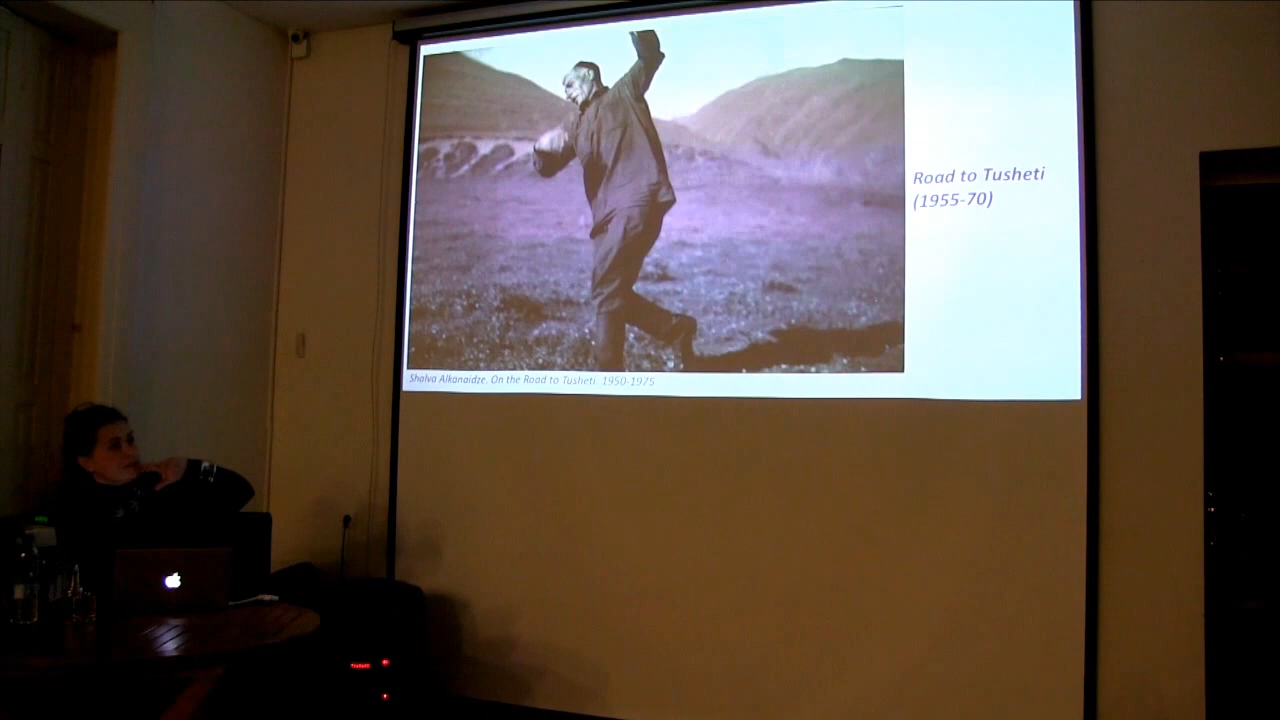 Road to Tusheti
(1955-70)
Shalva Alkanaidze. On the Road to Tusheti. 1950-1975